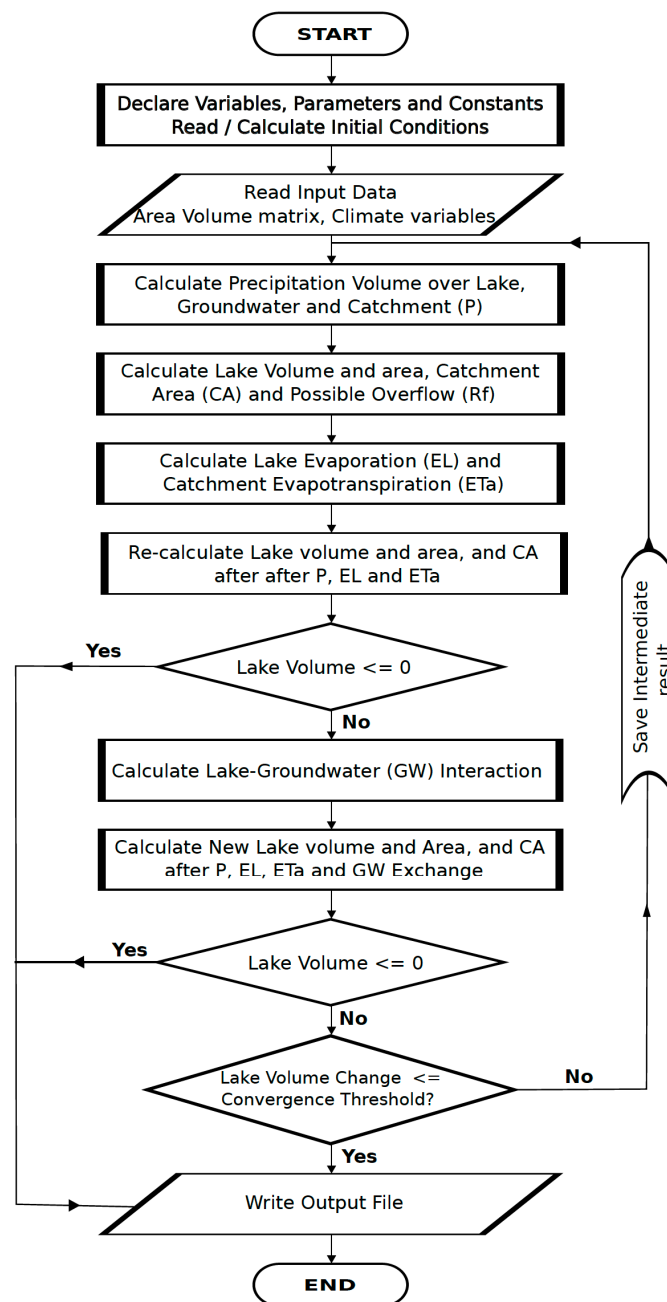 START
Declare Variables, Parameters and Constants
Read / Calculate Initial Conditions
Read Input Data
Area Volume matrix, Climate variables
Calculate Precipitation Volume over Lake,
Groundwater and Catchment (P)
Calculate Lake Volume and area, Catchment
Area (CA) and Possible Overflow (Rf)
Calculate Lake Evaporation (EL) and
Catchment Evapotranspiration (ETa)
Re-calculate Lake volume and area, and CA
after after P, EL and ETa
Yes
Lake Volume <= 0
No
Save Intermediate
result
Calculate Lake-Groundwater (GW) Interaction
Calculate New Lake volume and Area, and CA
after P, EL, ETa and GW Exchange
Yes
Lake Volume <= 0
No
Lake Volume Change <=
Convergence Threshold?
No
Yes
Write Output File
END